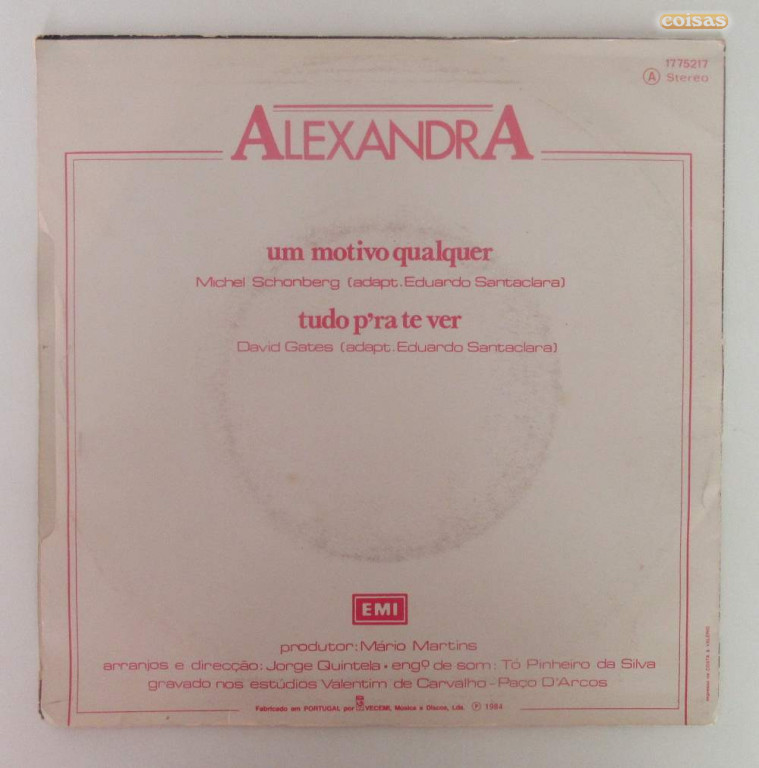 coisas
1775217
A Stereo
ALEXANDRA
um motivo qualquer
Michel Schonberg (adapt. Eduardo Santaclara)
tudo p'ra te ver
David Gates (adapt. Eduardo Santaclara)
EMI
produtor: Mário Martins
arranjos e direcção: Jorge Quintela • engº de som: Tó Pinheiro da Silva
gravado nos estúdios Valentim de Carvalho - Paço D'Arcos
Fabricado em PORTUGAL por VECEMI, Música e Discos, Lda. Ⓟ 1984